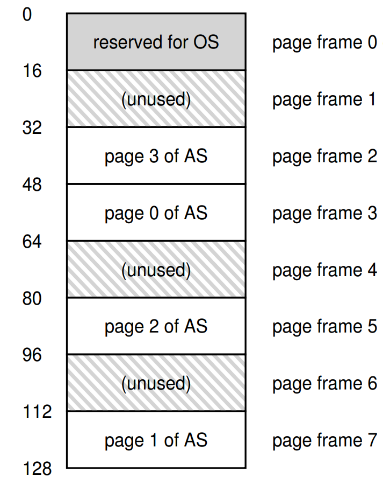 0
reserved for OS page frame 0
16
(unused) page frame 1
32
page 3 of AS page frame 2
48
page 0 of AS page frame 3
64
(unused) page frame 4
80
page 2 of AS page frame 5
96
(unused) page frame 6
112
page 1 of AS page frame 7
128